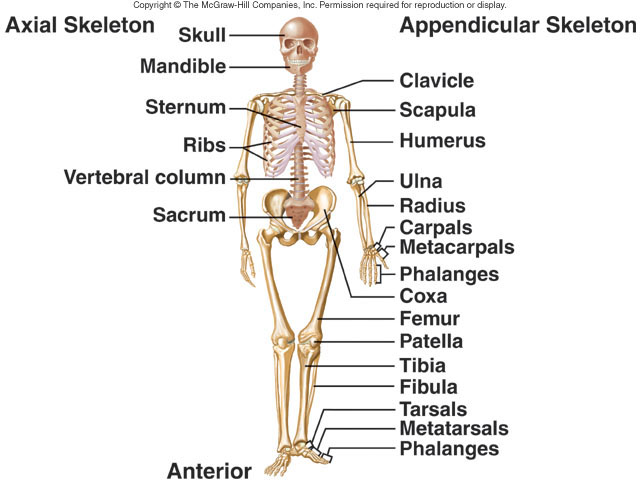 Copyright © The McGraw-Hill Companies, Inc. Permission required for reproduction or display.
Axial Skeleton
Appendicular Skeleton
Skull
Mandible
Sternum
Ribs
Vertebral column
Sacrum
Clavicle
Scapula
Humerus
Ulna
Radius
Carpals
Metacarpals
Phalanges
Coxa
Femur
Patella
Tibia
Fibula
Tarsals
Metatarsals
Phalanges
Anterior